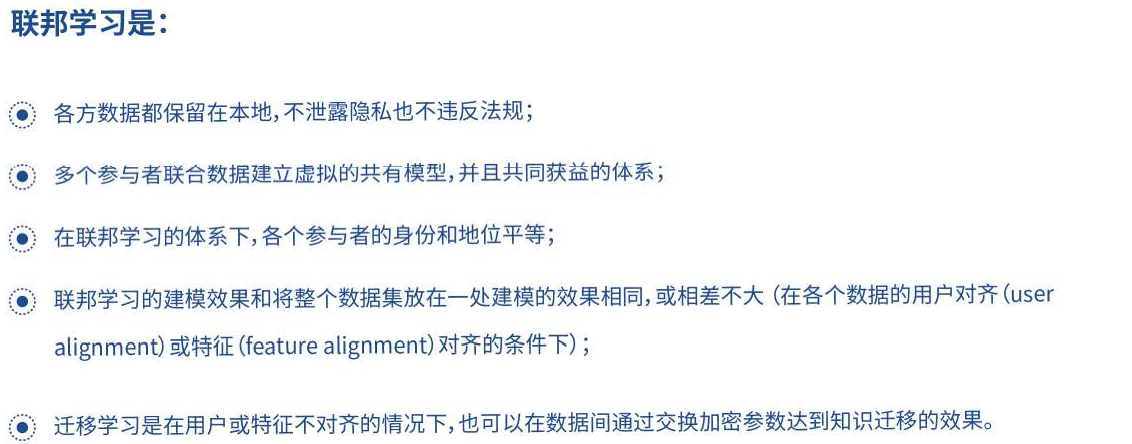 联邦学习是：
各方数据都保留在本地，不泄露隐私也不违反法规；
多个参与者联合数据建立虚拟的共有模型，并且共同获益的体系；
在联邦学习的体系下，各个参与者的身份和地位平等；
联邦学习的建模效果和将整个数据集放在一处建模的效果相同，或相差不大（在各个数据的用户对齐（user
alignment）或特征（feature alignment）对齐的条件下）；
迁移学习是在用户或特征不对齐的情况下，也可以在数据间通过交换加密参数达到知识迁移的效果。